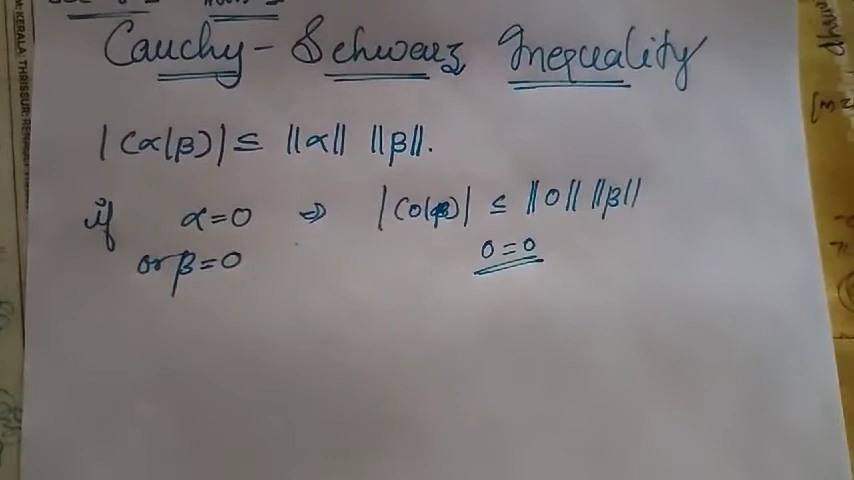 Cauchy - Schwarz Inequality
|(α|β)| ≤ ||α|| ||β||.
if α=0 ⇒ |(0|β)| ≤ ||0|| ||β||
or β=0 0=0